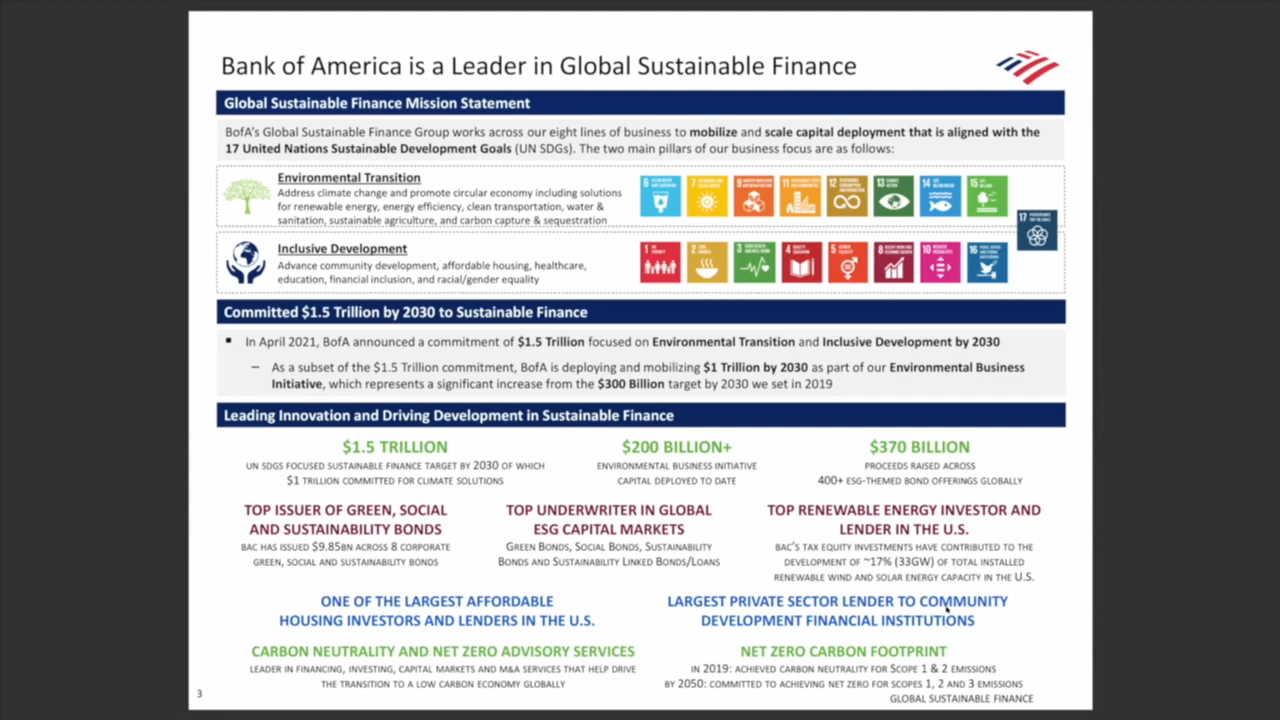 Bank of America is a Leader in Global Sustainable Finance
Global Sustainable Finance Mission Statement
BofA's Global Sustainable Finance Group works across our eight lines of business to mobilize and scale capital deployment that is aligned with the
17 United Nations Sustainable Development Goals (UN SDGs). The two main pillars of our business focus are as follows:
Environmental Transition
Address climate change and promote circular economy including solutions
for renewable energy, energy efficiency, clean transportation, water &
sanitation, sustainable agriculture, and carbon capture & sequestration
6 7 9 11 12 13 14 15
17
Inclusive Development
Advance community development, affordable housing, healthcare,
education, financial inclusion, and racial/gender equality
1 2 3 4 5 8 10 16
Committed $1.5 Trillion by 2030 to Sustainable Finance
▪ In April 2021, BofA announced a commitment of $1.5 Trillion focused on Environmental Transition and Inclusive Development by 2030
– As a subset of the $1.5 Trillion commitment, BofA is deploying and mobilizing $1 Trillion by 2030 as part of our Environmental Business
Initiative, which represents a significant increase from the $300 Billion target by 2030 we set in 2019
Leading Innovation and Driving Development in Sustainable Finance
$1.5 TRILLION
UN SDGS FOCUSED SUSTAINABLE FINANCE TARGET BY 2030 OF WHICH
$1 TRILLION COMMITTED FOR CLIMATE SOLUTIONS
$200 BILLION+
ENVIRONMENTAL BUSINESS INITIATIVE
CAPITAL DEPLOYED TO DATE
$370 BILLION
PROCEEDS RAISED ACROSS
400+ ESG-THEMED BOND OFFERINGS GLOBALLY
TOP ISSUER OF GREEN, SOCIAL
AND SUSTAINABILITY BONDS
BAC HAS ISSUED $9.85BN ACROSS 8 CORPORATE
GREEN, SOCIAL AND SUSTAINABILITY BONDS
TOP UNDERWRITER IN GLOBAL
ESG CAPITAL MARKETS
GREEN BONDS, SOCIAL BONDS, SUSTAINABILITY
BONDS AND SUSTAINABILITY LINKED BONDS/LOANS
TOP RENEWABLE ENERGY INVESTOR AND
LENDER IN THE U.S.
BAC'S TAX EQUITY INVESTMENTS HAVE CONTRIBUTED TO THE
DEVELOPMENT OF ~17% (33GW) OF TOTAL INSTALLED
RENEWABLE WIND AND SOLAR ENERGY CAPACITY IN THE U.S.
ONE OF THE LARGEST AFFORDABLE
HOUSING INVESTORS AND LENDERS IN THE U.S.
LARGEST PRIVATE SECTOR LENDER TO COMMUNITY
DEVELOPMENT FINANCIAL INSTITUTIONS
CARBON NEUTRALITY AND NET ZERO ADVISORY SERVICES
LEADER IN FINANCING, INVESTING, CAPITAL MARKETS AND M&A SERVICES THAT HELP DRIVE
THE TRANSITION TO A LOW CARBON ECONOMY GLOBALLY
NET ZERO CARBON FOOTPRINT
IN 2019: ACHIEVED CARBON NEUTRALITY FOR SCOPE 1 & 2 EMISSIONS
BY 2050: COMMITTED TO ACHIEVING NET ZERO FOR SCOPES 1, 2 AND 3 EMISSIONS
3
GLOBAL SUSTAINABLE FINANCE